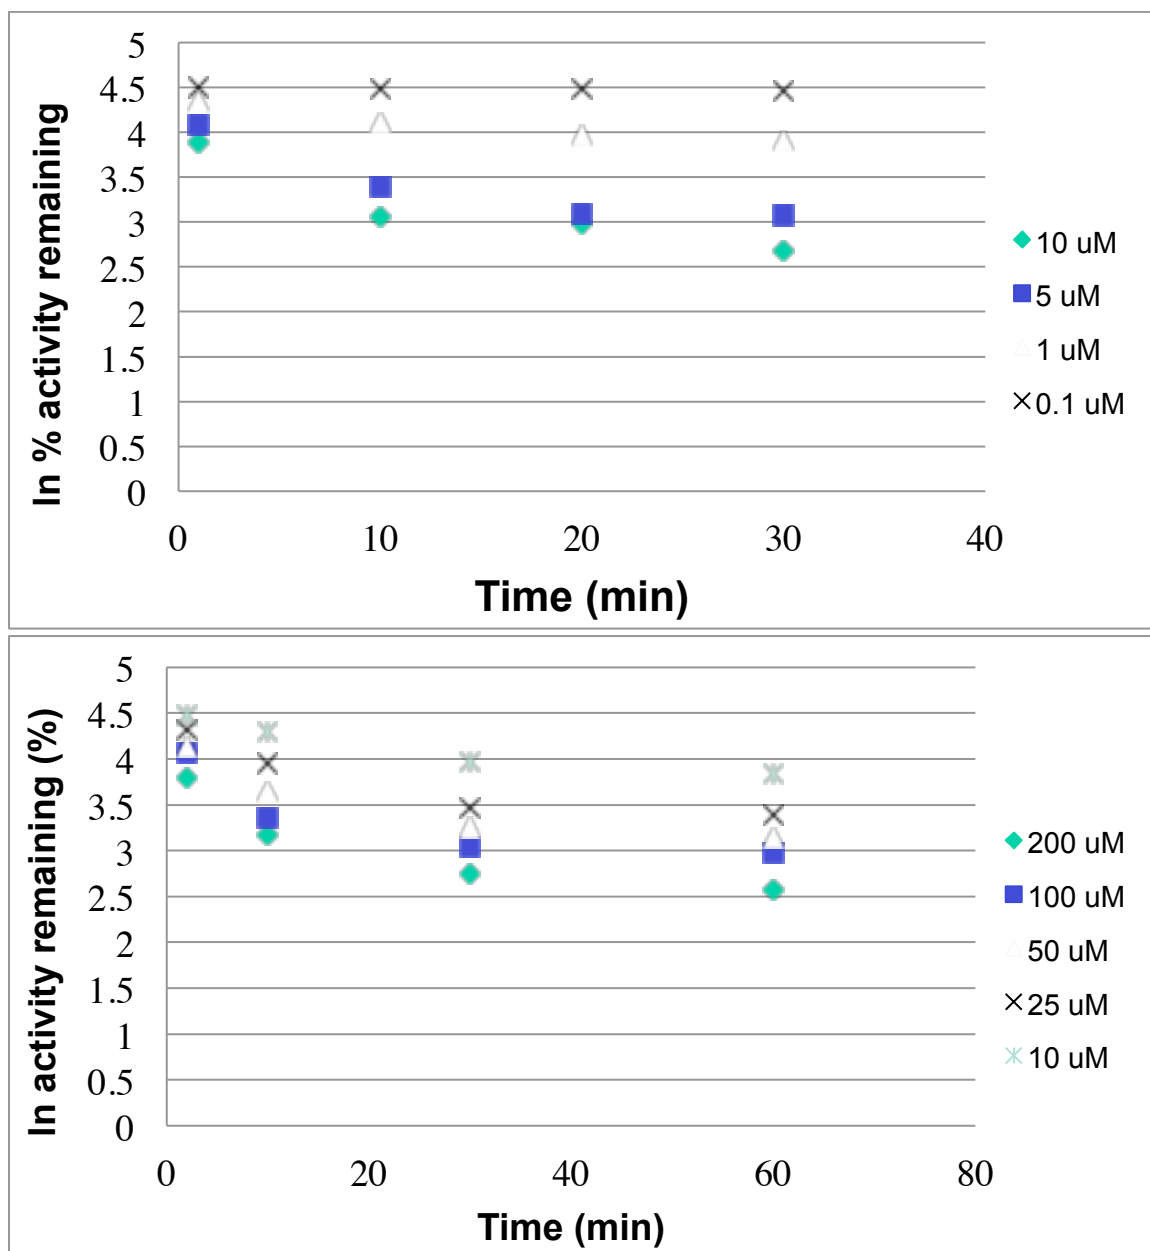 5
4.5
4
3.5
3
2.5
2
1.5
1
0.5
0
ln % activity remaining
0 10 20 30 40
Time (min)
10 uM
5 uM
1 uM
0.1 uM
5
4.5
4
3.5
3
2.5
2
1.5
1
0.5
0
ln activity remaining (%)
0 20 40 60 80
Time (min)
200 uM
100 uM
50 uM
25 uM
10 uM